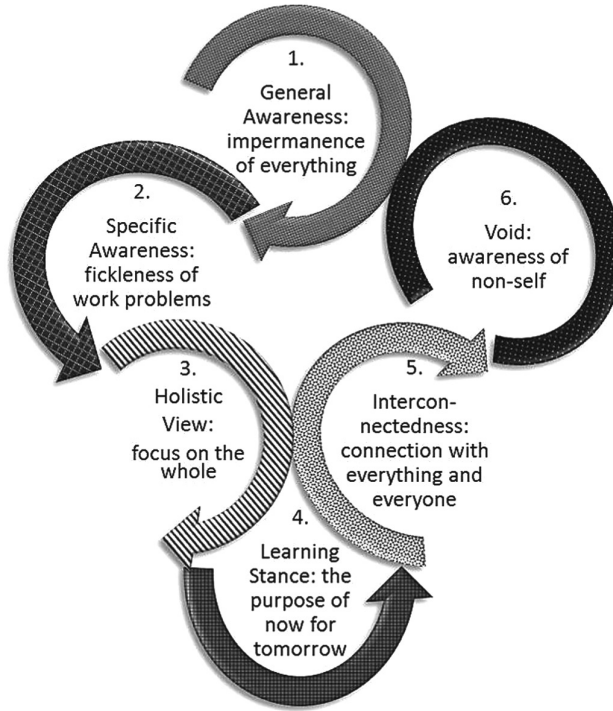 1.
General
Awareness:
impermanence
of everything
2.
Specific
Awareness:
fickleness of
work problems
3.
Holistic
View:
focus on the
whole
4.
Learning
Stance: the
purpose of
now for
tomorrow
5.
Intercon-
nectedness:
connection with
everything and
everyone
6.
Void:
awareness of
non-self